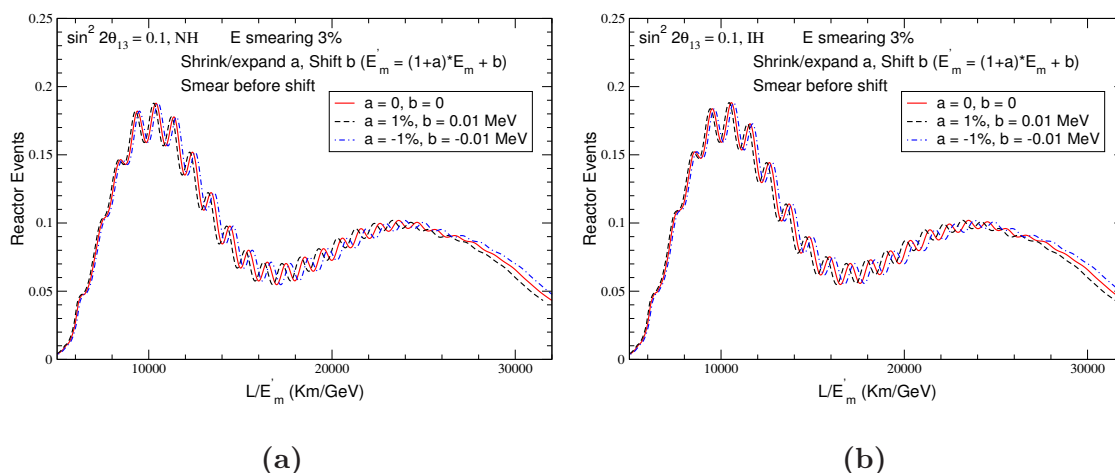 0.25
0.2
0.15
0.1
0.05
0
Reactor Events
sin² 2θ₁₃ = 0.1, NH E smearing 3%
Shrink/expand a, Shift b (E'ₘ = (1+a)*Eₘ + b)
Smear before shift
a = 0, b = 0
a = 1%, b = 0.01 MeV
a = -1%, b = -0.01 MeV
10000 20000 30000
L/E'ₘ (Km/GeV)
(a)
0.25
0.2
0.15
0.1
0.05
0
Reactor Events
sin² 2θ₁₃ = 0.1, IH E smearing 3%
Shrink/expand a, Shift b (E'ₘ = (1+a)*Eₘ + b)
Smear before shift
a = 0, b = 0
a = 1%, b = 0.01 MeV
a = -1%, b = -0.01 MeV
10000 20000 30000
L/E'ₘ (Km/GeV)
(b)